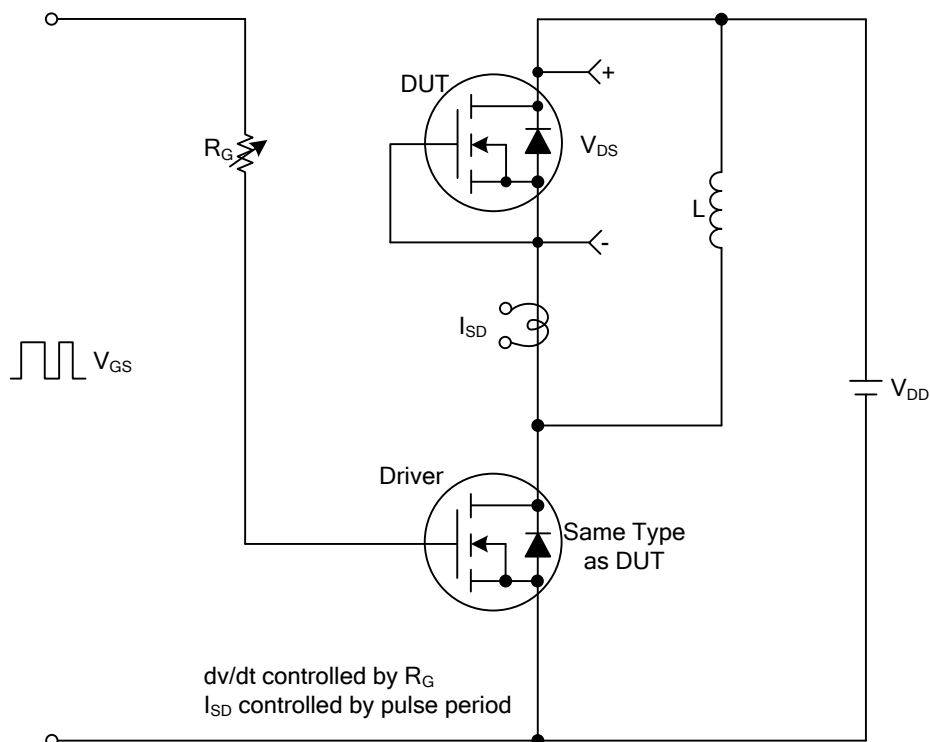 DUT
+
R_G
V_DS
L
-
I_SD
V_GS
V_DD
Driver
Same Type
as DUT
dv/dt controlled by R_G
I_SD controlled by pulse period